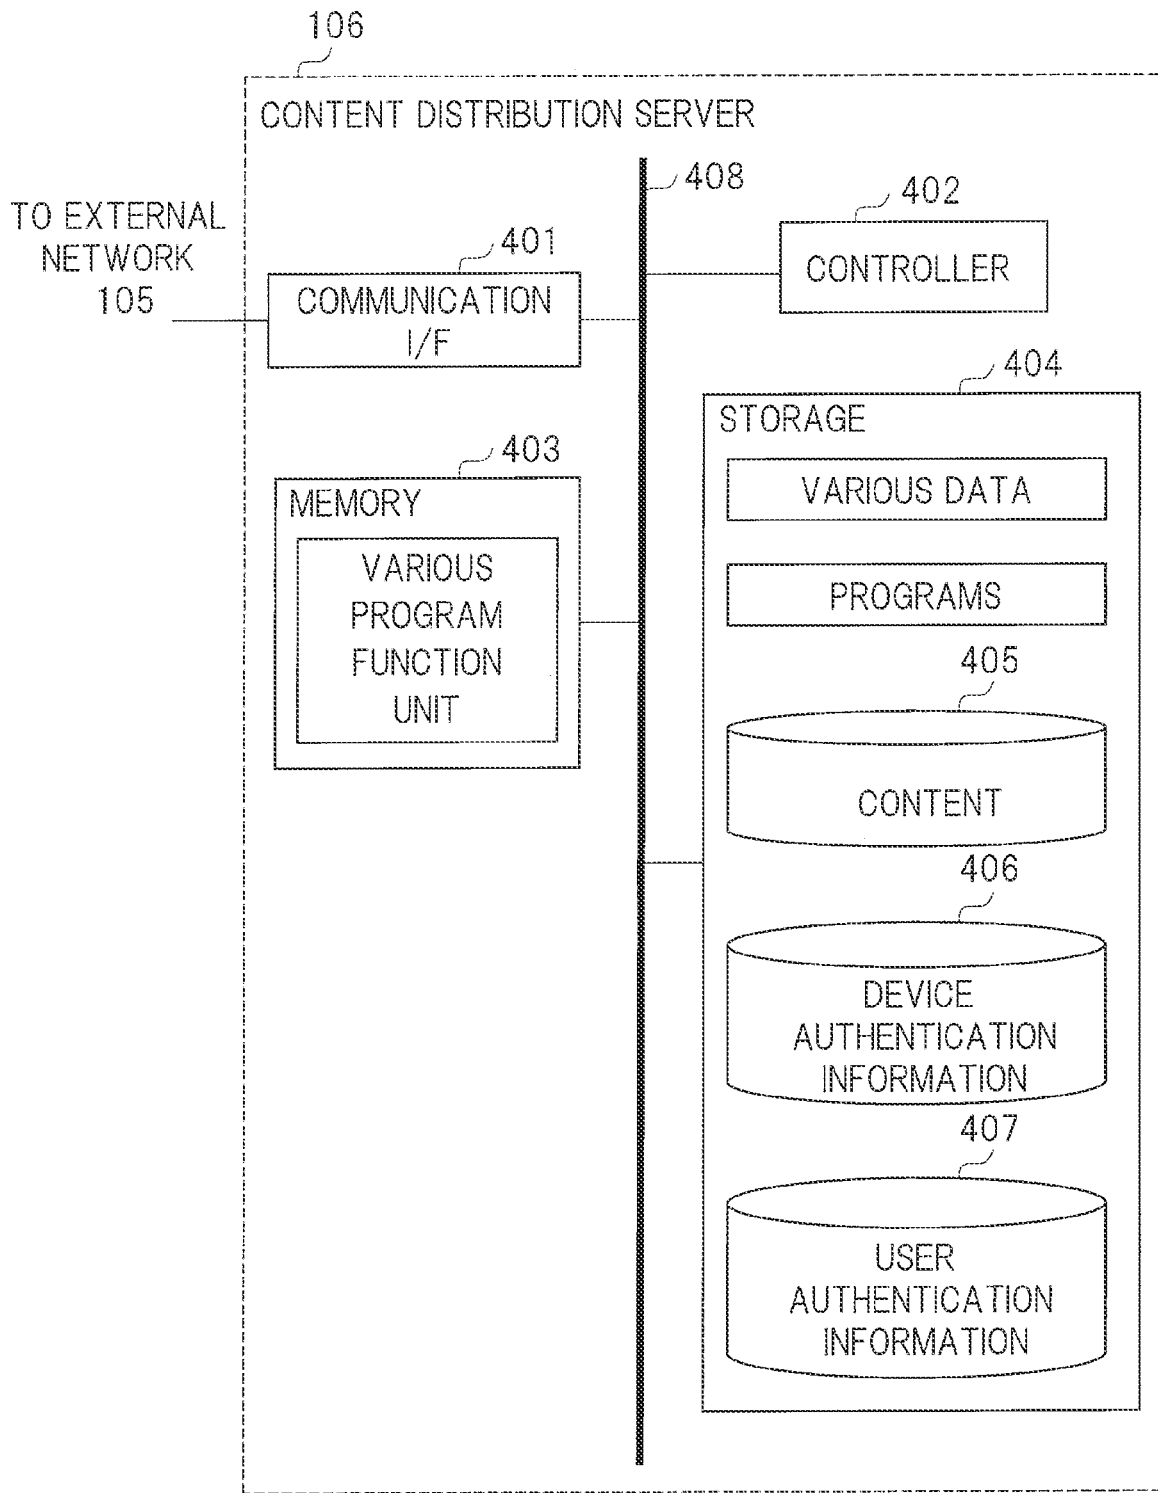 106
CONTENT DISTRIBUTION SERVER
408
402
TO EXTERNAL
NETWORK
105
401
COMMUNICATION
I/F
CONTROLLER
404
STORAGE
403
MEMORY
VARIOUS
PROGRAM
FUNCTION
UNIT
VARIOUS DATA
PROGRAMS
405
CONTENT
406
DEVICE
AUTHENTICATION
INFORMATION
407
USER
AUTHENTICATION
INFORMATION